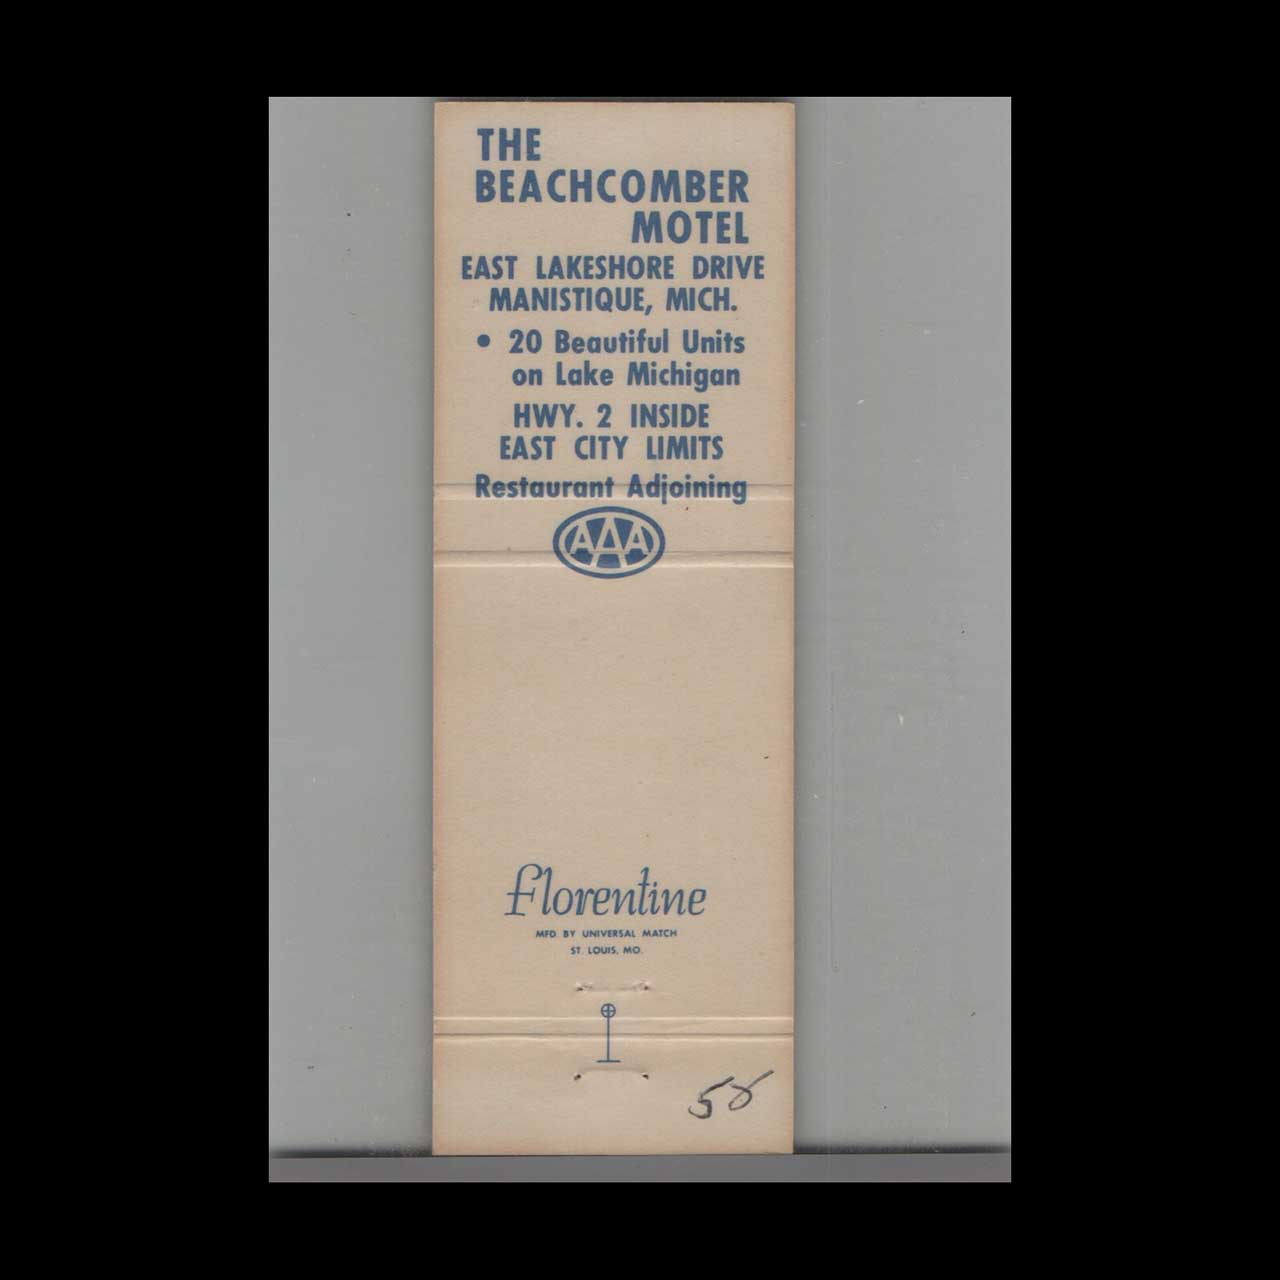 THE
BEACHCOMBER
MOTEL
EAST LAKESHORE DRIVE
MANISTIQUE, MICH.
• 20 Beautiful Units
on Lake Michigan
HWY. 2 INSIDE
EAST CITY LIMITS
Restaurant Adjoining
AAA
florentine
MFD. BY UNIVERSAL MATCH
ST. LOUIS, MO.
58